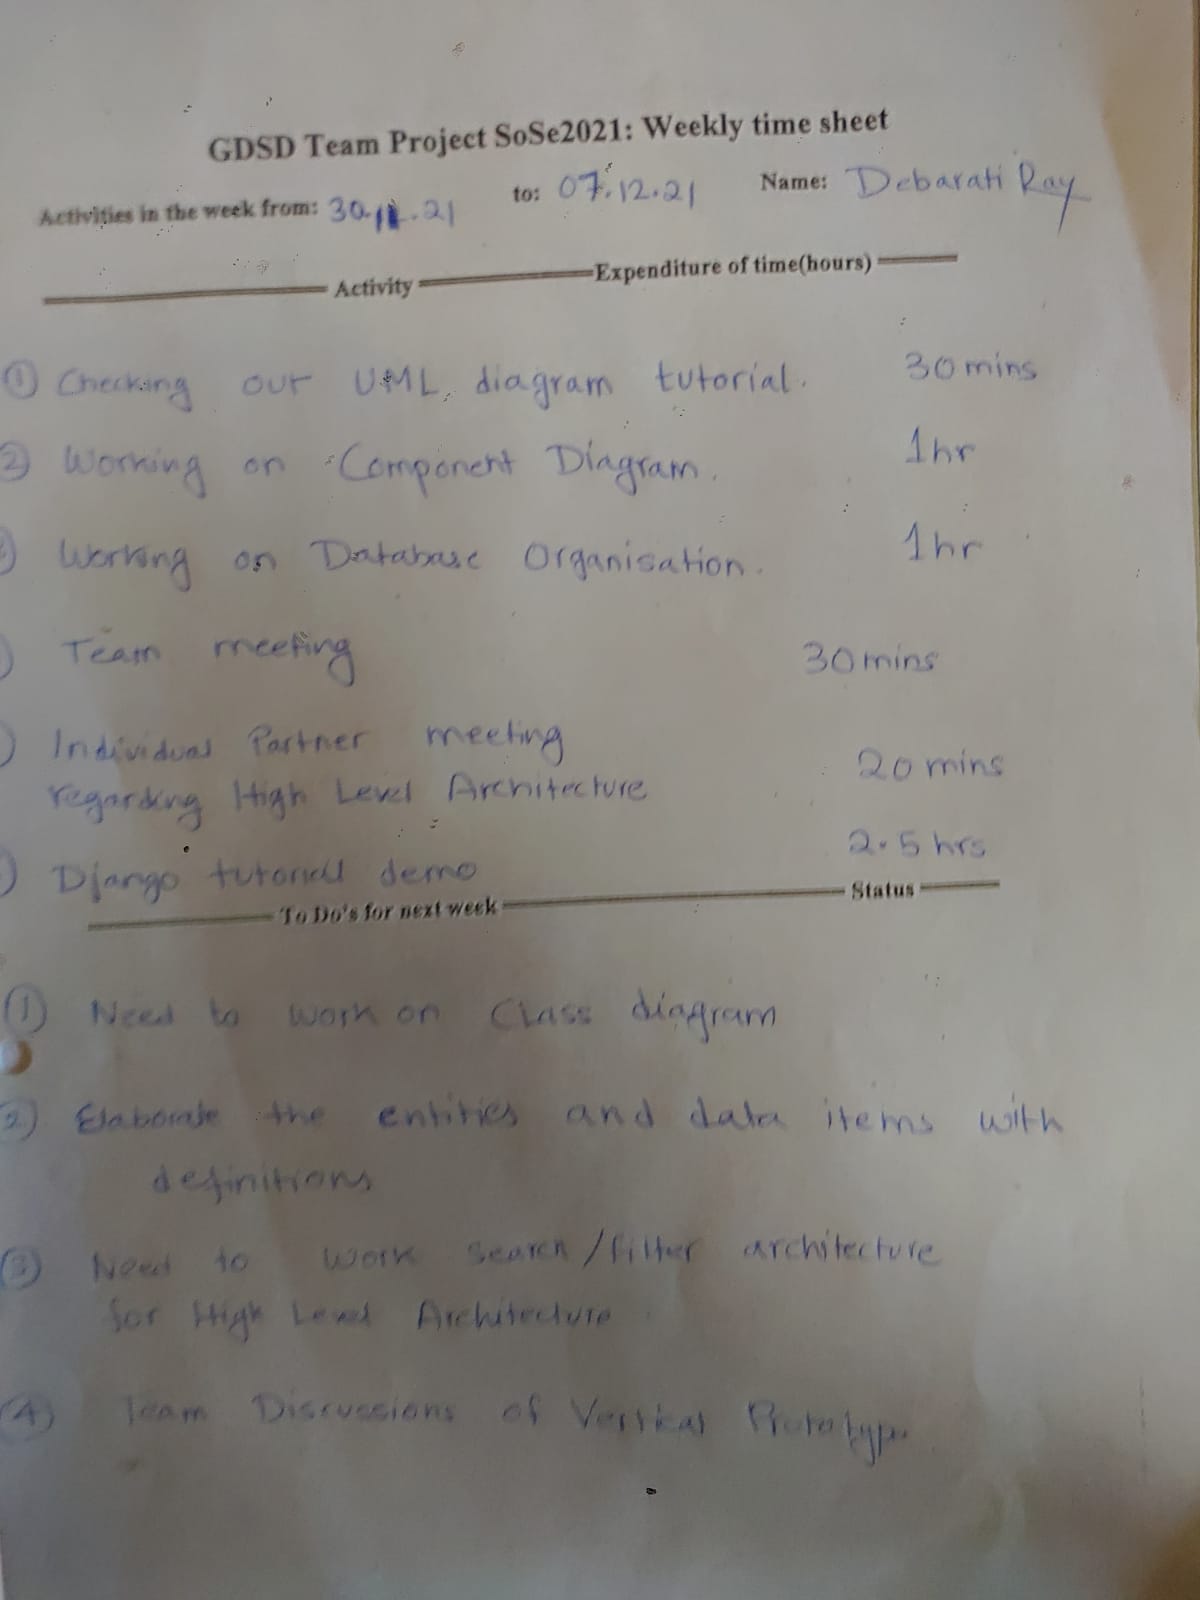 GDSD Team Project SoSe2021: Weekly time sheet
Activities in the week from: 30.11.21 to: 07.12.21 Name: Debarati Ray
Activity Expenditure of time(hours)
① Checking out UML, diagram tutorial. 30 mins
② Working on Component Diagram. 1hr
Working on Database Organisation. 1hr
Team meeting 30 mins
Individual Partner meeting
regarding High Level Architecture 20 mins
Django tutorial demo 2.5 hrs
To Do's for next week Status
① Need to work on Class diagram
② Elaborate the entities and data items with
definitions
③ Need to work search/filter architecture
for High Level Architecture
④ Team Discussions of Vertical Prototype